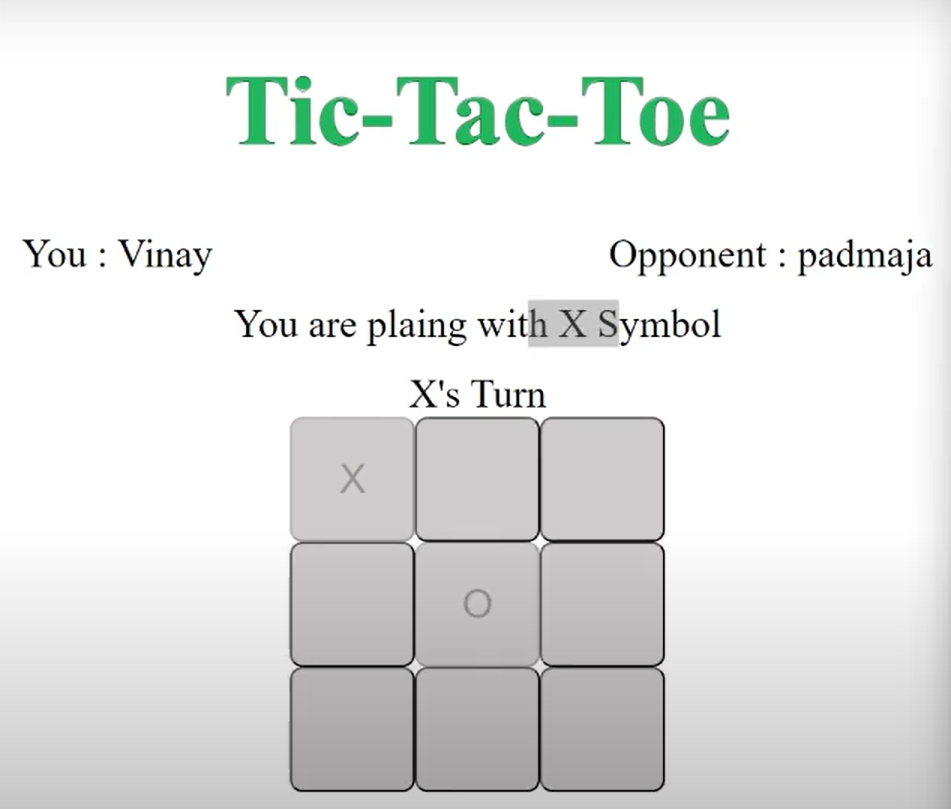 Tic-Tac-Toe
You : Vinay
Opponent : padmaja
You are plaing with X Symbol
X's Turn
X
O